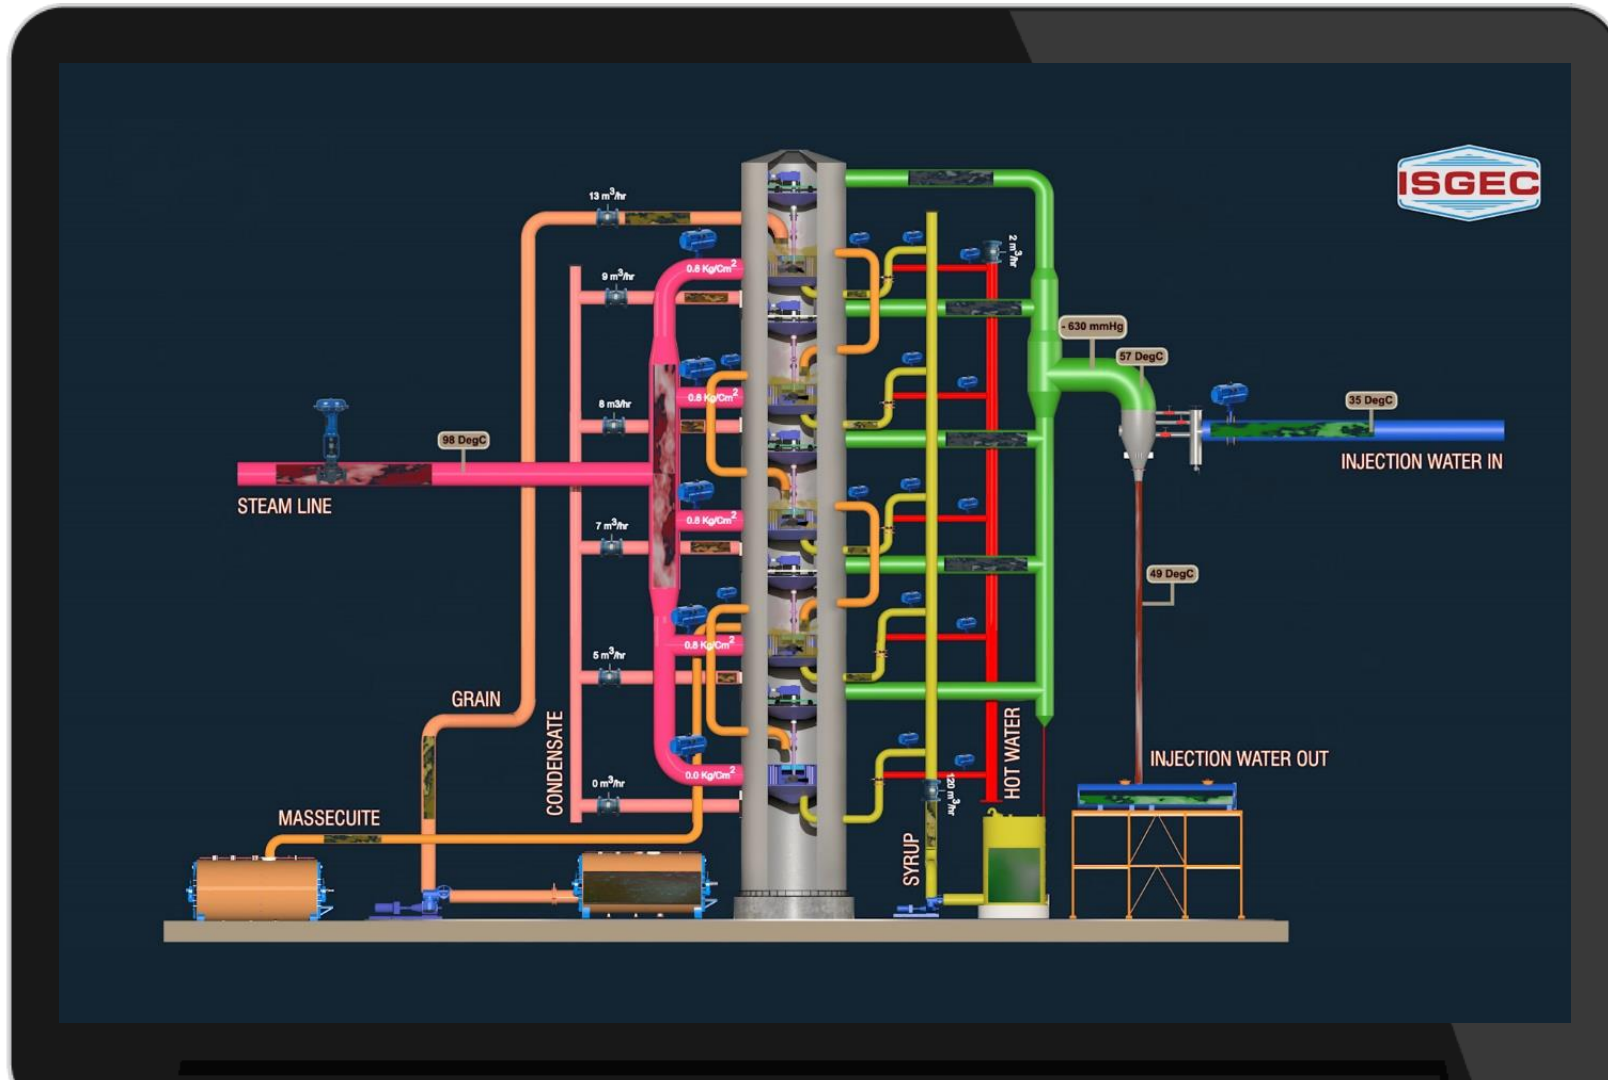 ISGEC
13 m³/hr
2 m³/hr
0.8 Kg/Cm²
9 m³/hr
- 630 mmHg
57 DegC
0.8 Kg/Cm²
8 m3/hr
35 DegC
98 DegC
INJECTION WATER IN
STEAM LINE
0.8 Kg/Cm²
7 m³/hr
49 DegC
0.8 Kg/Cm²
5 m³/hr
GRAIN
CONDENSATE
HOT WATER
INJECTION WATER OUT
0.0 Kg/Cm²
0 m³/hr
120 m³/hr
MASSECUITE
SYRUP